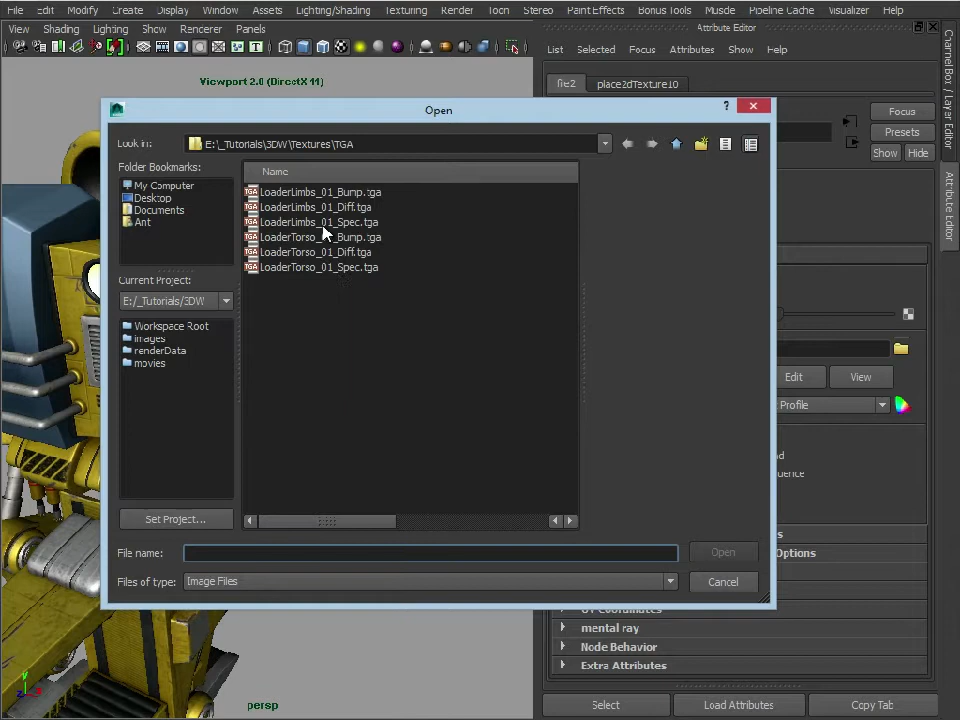 File Edit Modify Create Display Window Assets Lighting/Shading Texturing Render Toon Stereo Paint Effects Bonus Tools Muscle Pipeline Cache Visualizer Help
View Shading Lighting Show Renderer Panels
Attribute Editor
List Selected Focus Attributes Show Help
Viewport 2.0 (DirectX 11)
file2 place2dTexture10
Open
Focus
Presets
Show Hide
Look in: E:\_Tutorials\3DW\Textures\TGA
Folder Bookmarks:
My Computer
Desktop
Documents
Ant
Name
LoaderLimbs_01_Bump.tga
LoaderLimbs_01_Diff.tga
LoaderLimbs_01_Spec.tga
LoaderTorso_01_Bump.tga
LoaderTorso_01_Diff.tga
LoaderTorso_01_Spec.tga
Current Project:
E:/_Tutorials/3DW
Workspace Root
images
renderData
movies
Set Project...
File name:
Open
Files of type: Image Files
Cancel
Edit View
Profile
Options
UV Coordinates
mental ray
Node Behavior
Extra Attributes
Select Load Attributes Copy Tab
persp
Channel Box / Layer Editor
Attribute Editor